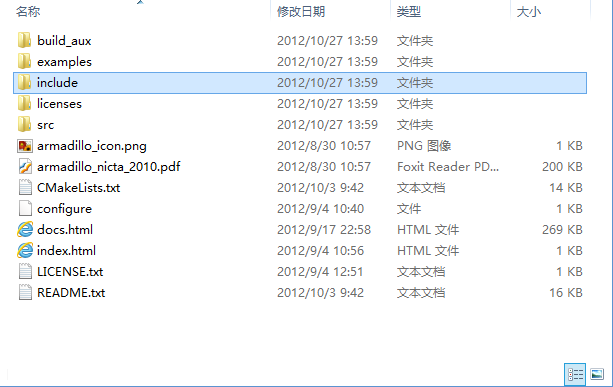 名称 修改日期 类型 大小
build_aux 2012/10/27 13:59 文件夹
examples 2012/10/27 13:59 文件夹
include 2012/10/27 13:59 文件夹
licenses 2012/10/27 13:59 文件夹
src 2012/10/27 13:59 文件夹
armadillo_icon.png 2012/8/30 10:57 PNG 图像 1 KB
armadillo_nicta_2010.pdf 2012/8/30 10:57 Foxit Reader PD... 200 KB
CMakeLists.txt 2012/10/3 9:42 文本文档 14 KB
configure 2012/9/4 10:40 文件 1 KB
docs.html 2012/9/17 22:58 HTML 文件 269 KB
index.html 2012/9/4 10:56 HTML 文件 1 KB
LICENSE.txt 2012/9/4 12:51 文本文档 1 KB
README.txt 2012/10/3 9:42 文本文档 16 KB